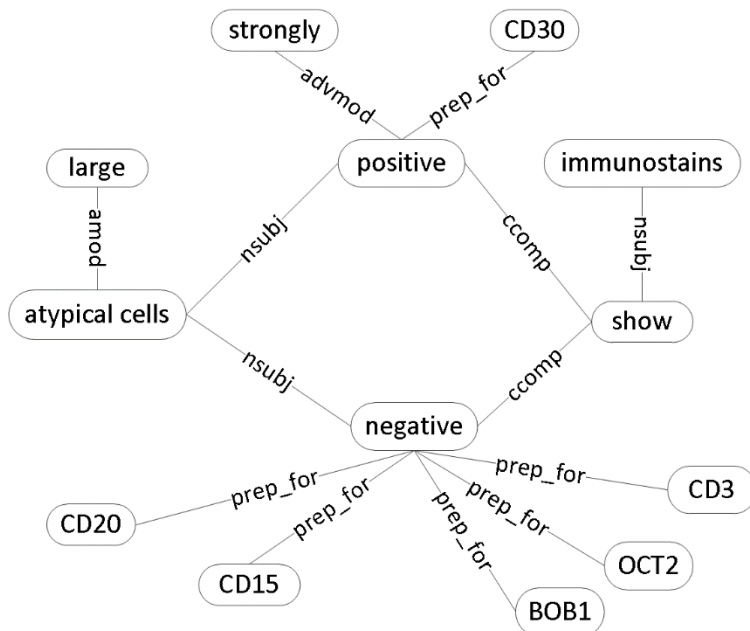 strongly
CD30
advmod
prep_for
large
positive
immunostains
amod
nsubj
ccomp
nsubj
atypical cells
show
nsubj
ccomp
negative
prep_for
prep_for
prep_for
prep_for
prep_for
CD20
CD15
BOB1
OCT2
CD3